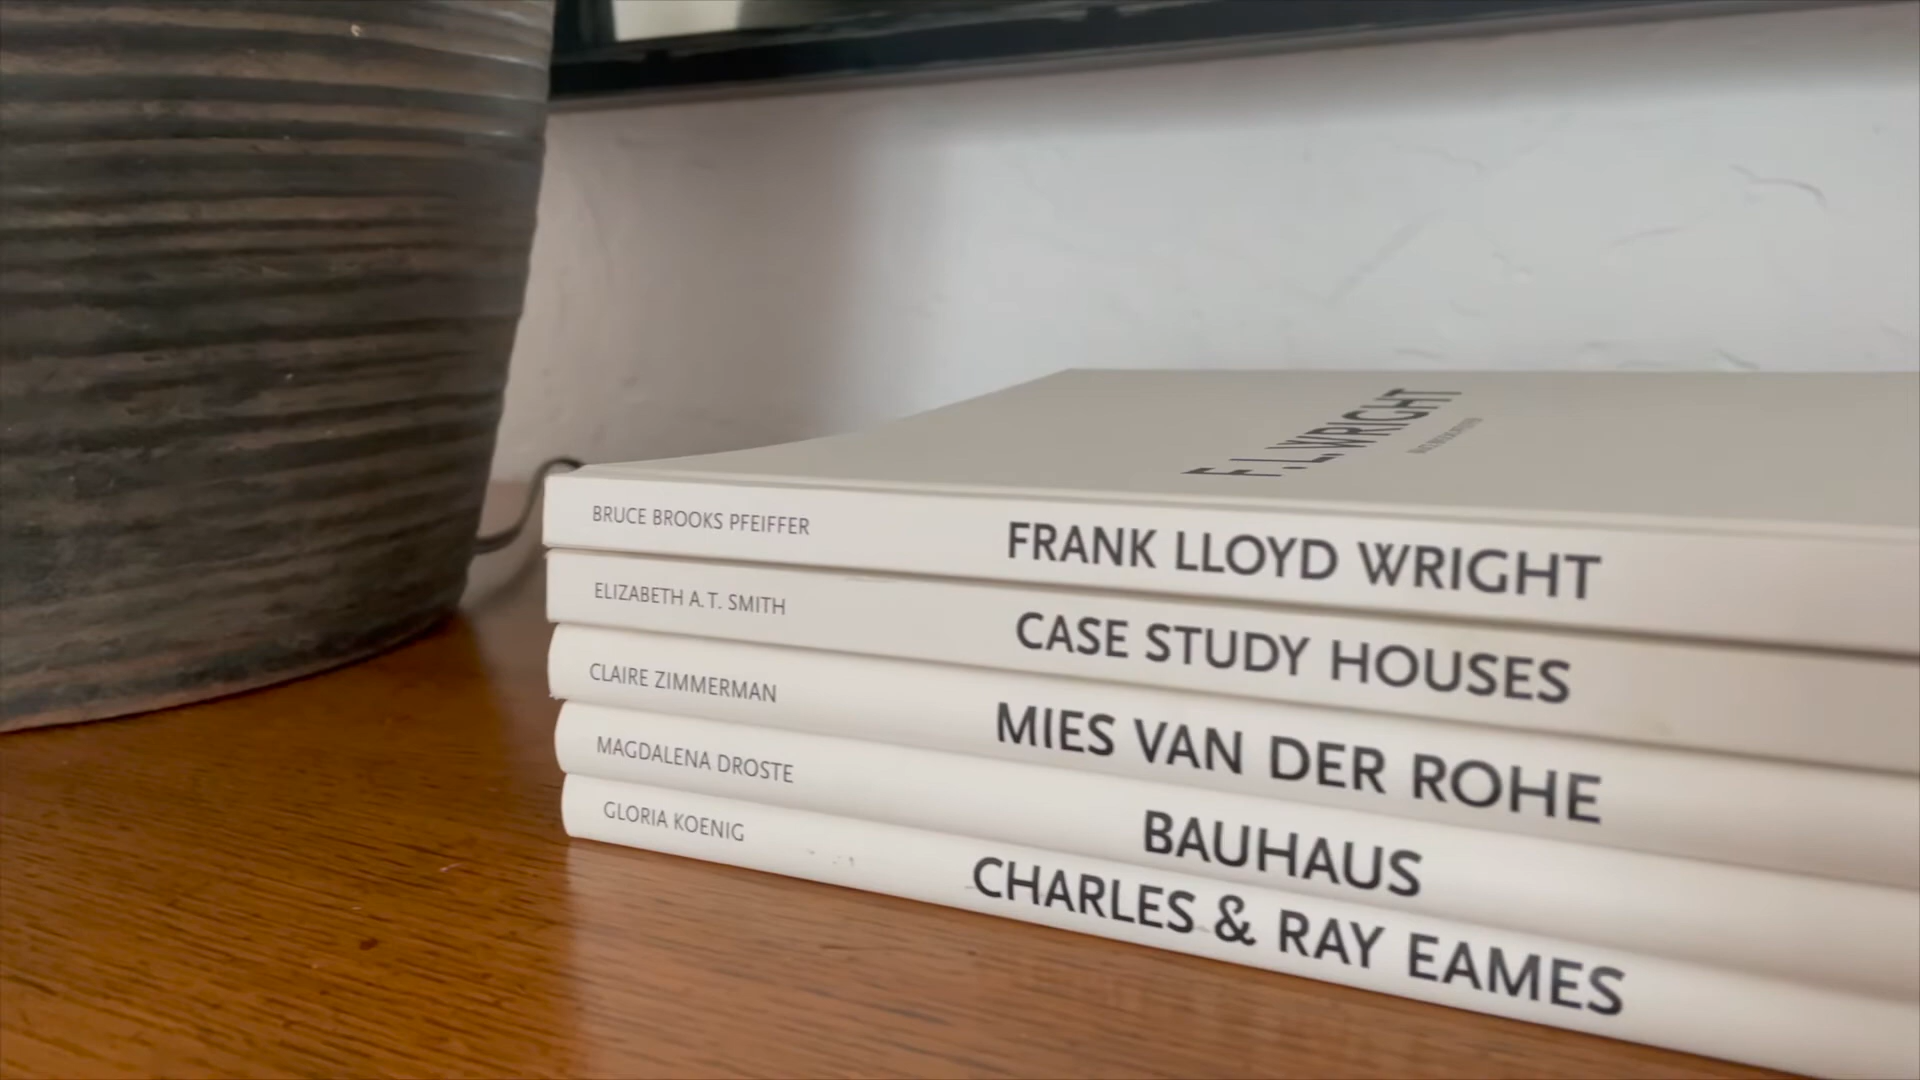 F.L.WRIGHT
BRUCE BROOKS PFEIFFER FRANK LLOYD WRIGHT
ELIZABETH A.T. SMITH CASE STUDY HOUSES
CLAIRE ZIMMERMAN MIES VAN DER ROHE
MAGDALENA DROSTE BAUHAUS
GLORIA KOENIG CHARLES & RAY EAMES